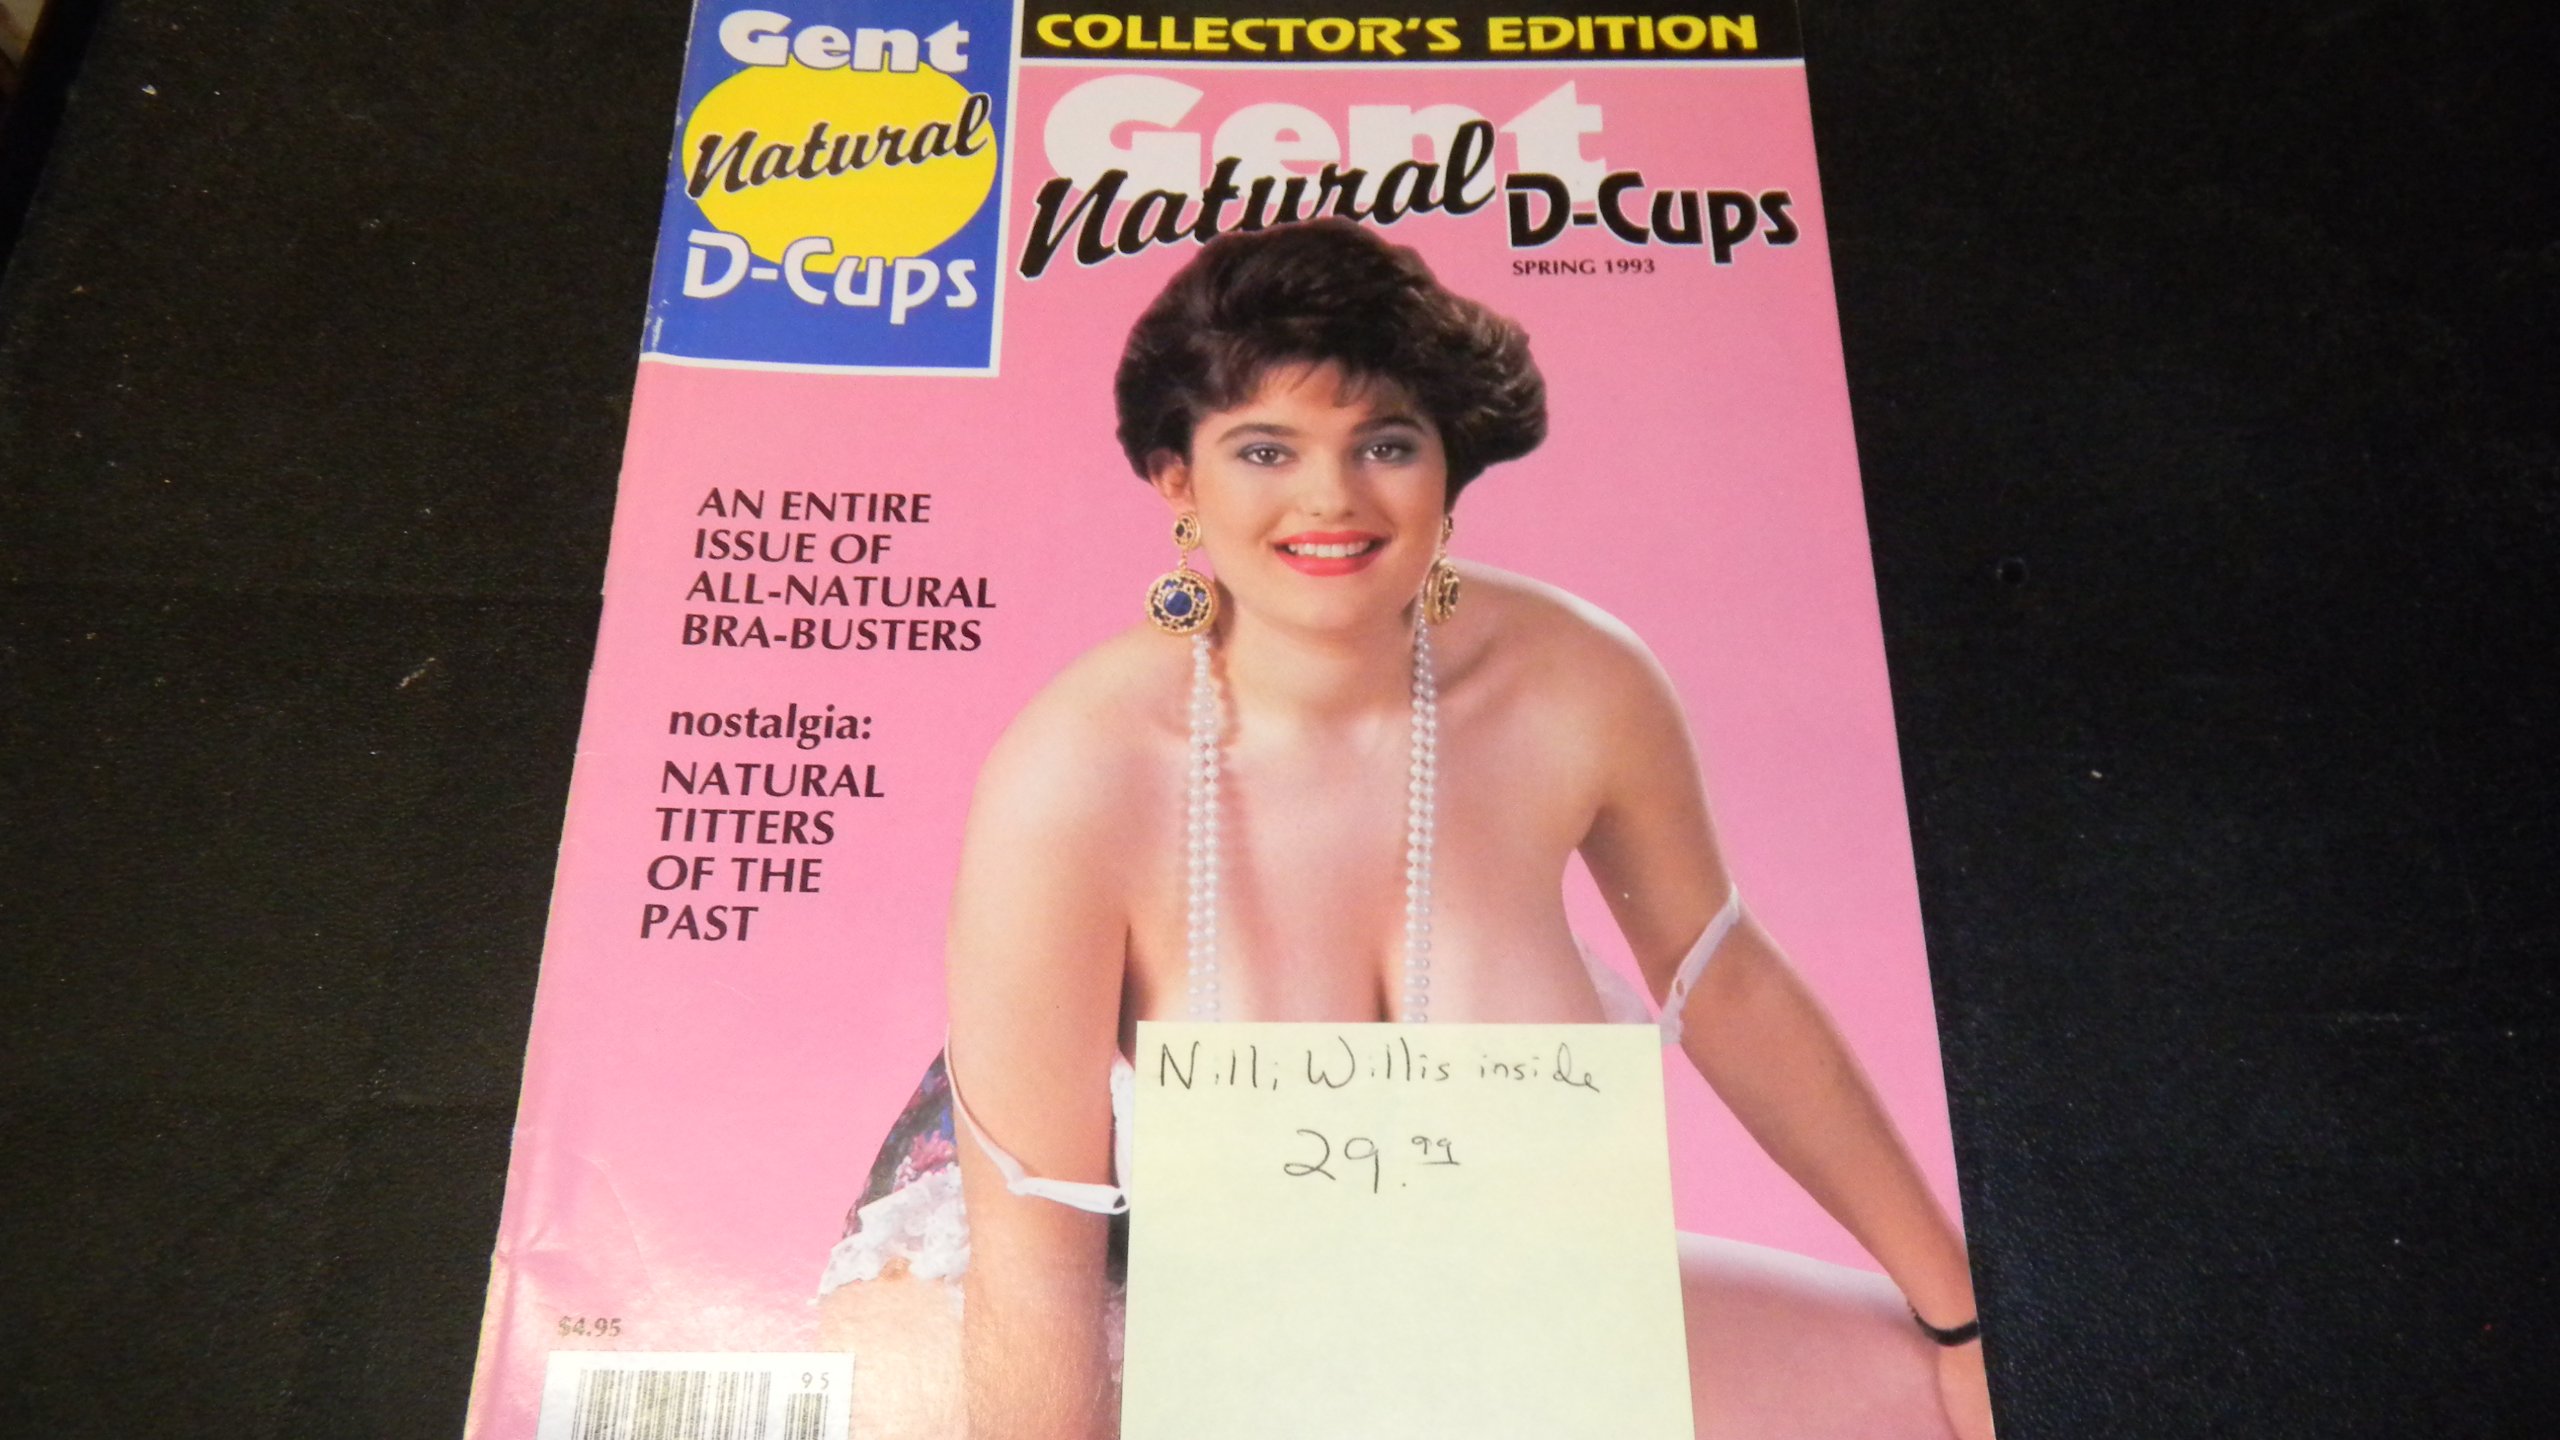 Gent
Natural
D-Cups
COLLECTOR'S EDITION
Gent
Natural D-Cups
SPRING 1993
AN ENTIRE
ISSUE OF
ALL-NATURAL
BRA-BUSTERS
nostalgia:
NATURAL
TITTERS
OF THE
PAST
Nilli Willis inside
29.99
$4.95
95